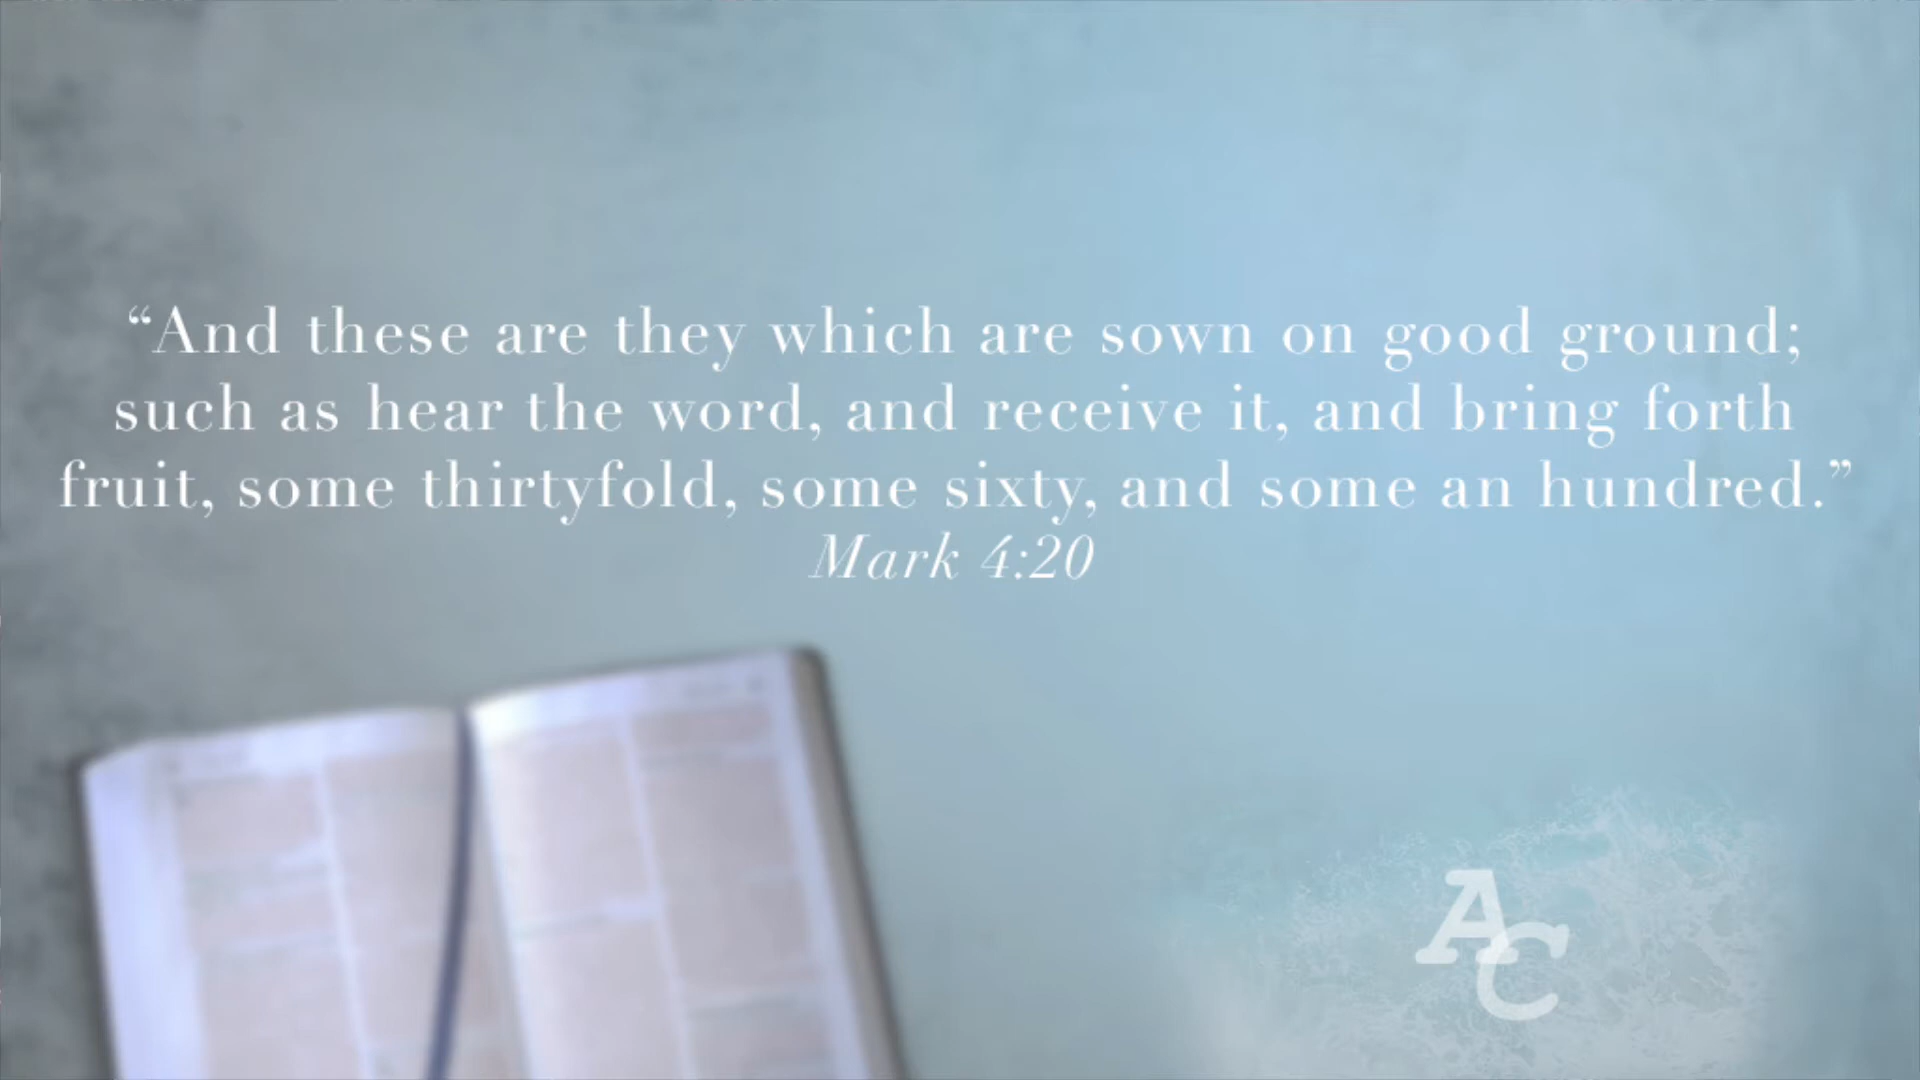 “And these are they which are sown on good ground;
such as hear the word, and receive it, and bring forth
fruit, some thirtyfold, some sixty, and some an hundred.”
Mark 4:20
AC